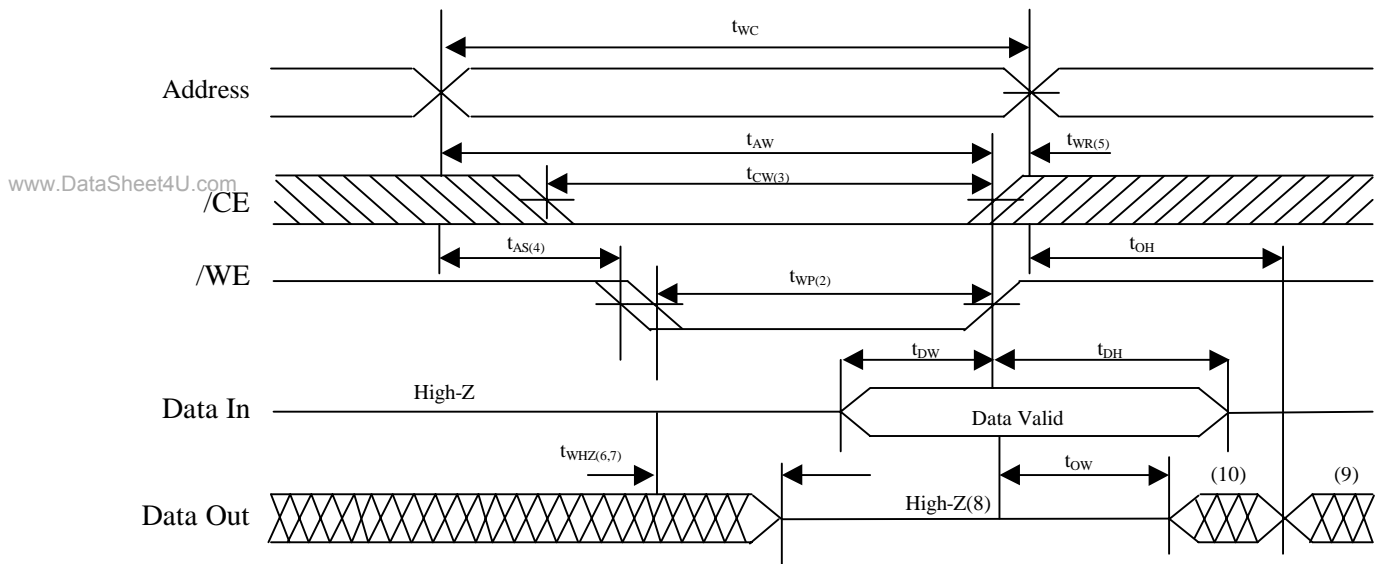 tWC
Address
tAW
tWR(5)
www.DataSheet4U.com
tCW(3)
/CE
tAS(4)
tOH
/WE
tWP(2)
tDW
tDH
High-Z
Data In
Data Valid
tWHZ(6,7)
tOW
(10)
(9)
Data Out
High-Z(8)